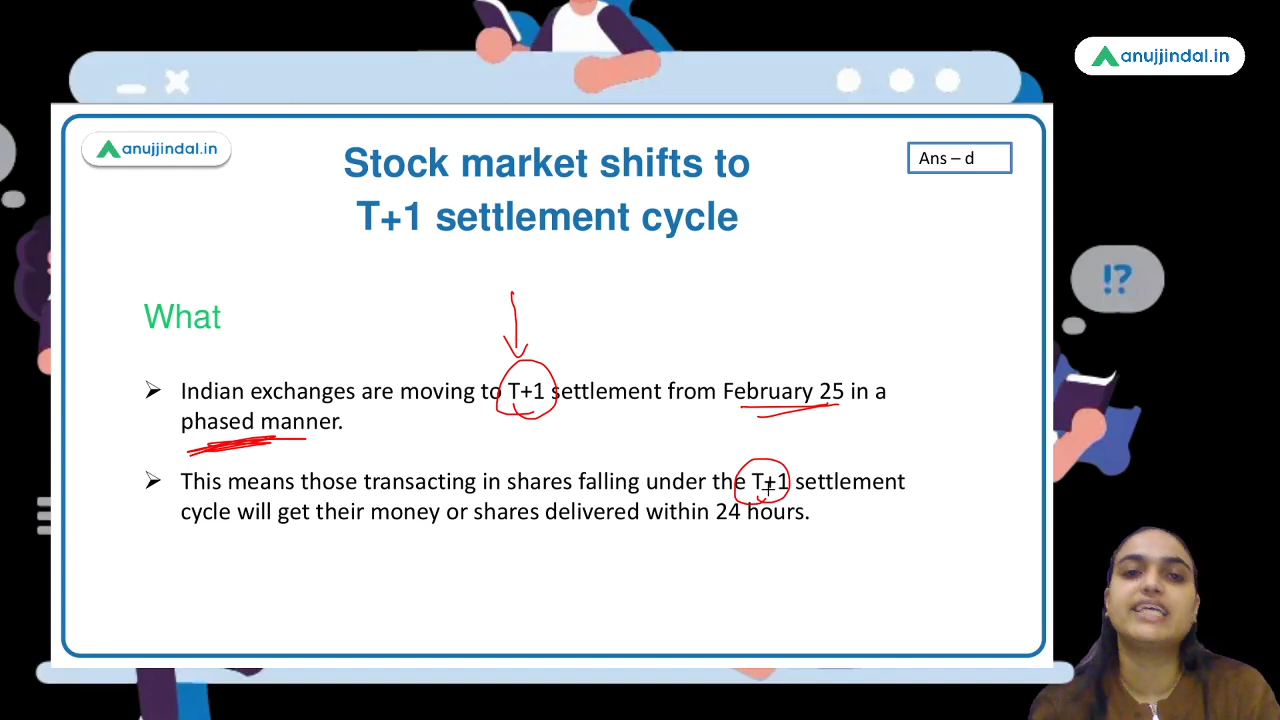 anujjindal.in
anujjindal.in
Stock market shifts to
T+1 settlement cycle
Ans – d
!?
What
Indian exchanges are moving to T+1 settlement from February 25 in a
phased manner.
This means those transacting in shares falling under the T+1 settlement
cycle will get their money or shares delivered within 24 hours.